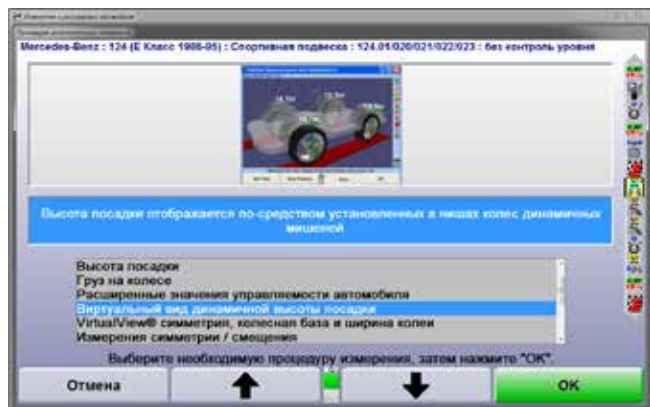 Mercedes-Benz : 124 (E Класс 1986-95) : Спортивная подвеска : 124.01/020/021/022/023 : без контроль уровня
Высота посадки отображается по-средством установленных в нишах колес динамичных
мишеней
Высота посадки
Груз на колесе
Расширенные значения управляемости автомобиля
Виртуальный вид динамичной высоты посадки
VirtualView® симметрия, колесная база и ширина колеи
Измерения симметрии / смещения
Выберите необходимую процедуру измерения, затем нажмите "OK".
Отмена
OK